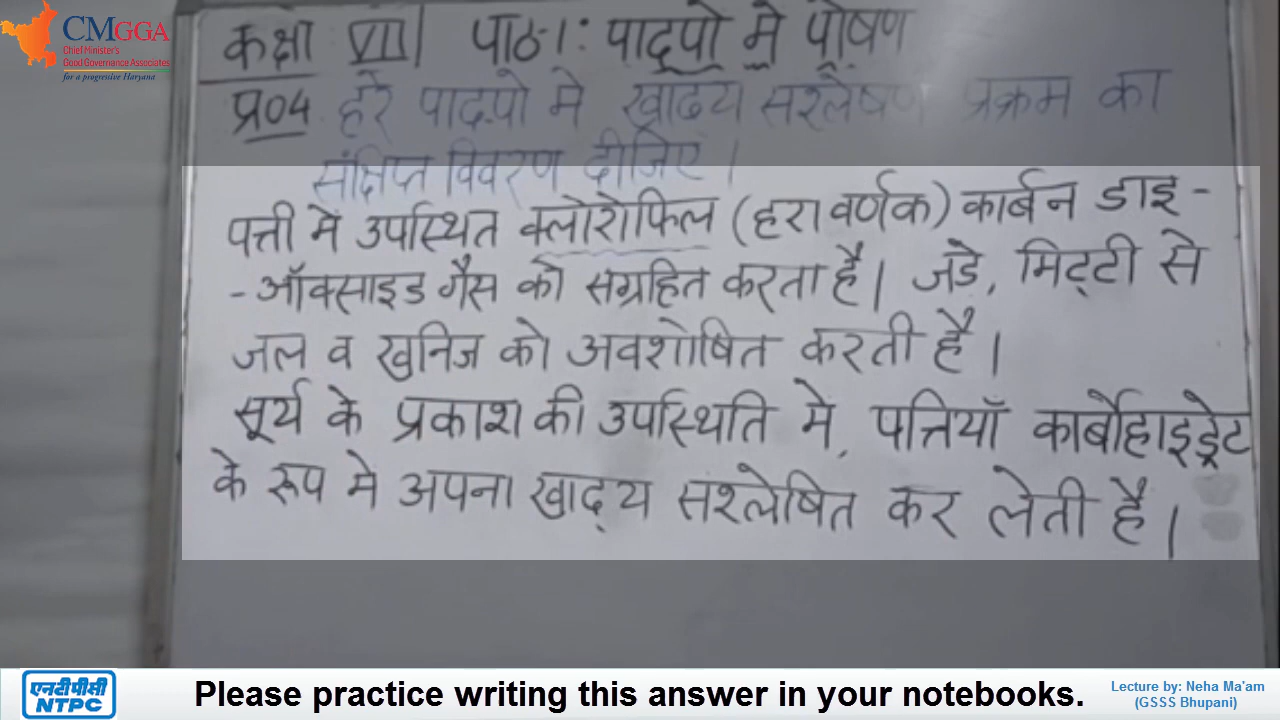 CMGGA
Chief Minister's
Good Governance Associates
for a progressive Haryana
कक्षा VII पाठ-1: पादपो मे पोषण
प्र०4 हरे पादपो मे खाद्य सश्लेषण प्रक्रम का
संक्षिप्त विवरण दीजिए।
पत्ती मे उपस्थित क्लोरोफिल (हरा वर्णक) कार्बन डाइ-
-ऑक्साइड गैस को संग्रहित करता है। जडे, मिट्टी से
जल व खनिज को अवशोषित करती है।
सूर्य के प्रकाश की उपस्थिति मे, पत्तियाँ कार्बोहाइड्रेट
के रूप मे अपना खाद्य सश्लेषित कर लेती है।
एनटीपीसी
NTPC
Please practice writing this answer in your notebooks.
Lecture by: Neha Ma'am
(GSSS Bhupani)